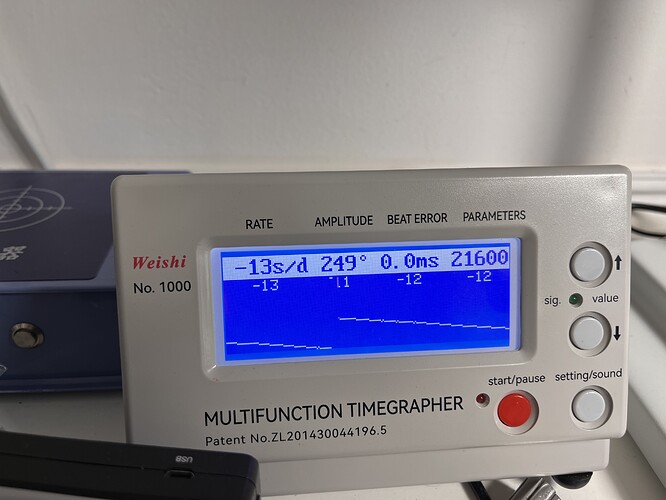 RATE AMPLITUDE BEAT ERROR PARAMETERS
Weishi
No. 1000
-13s/d 249° 0.0ms 21600
-13 -11 -12 -12
sig. value
start/pause setting/sound
MULTIFUNCTION TIMEGRAPHER
Patent No.ZL201430044196.5
USB